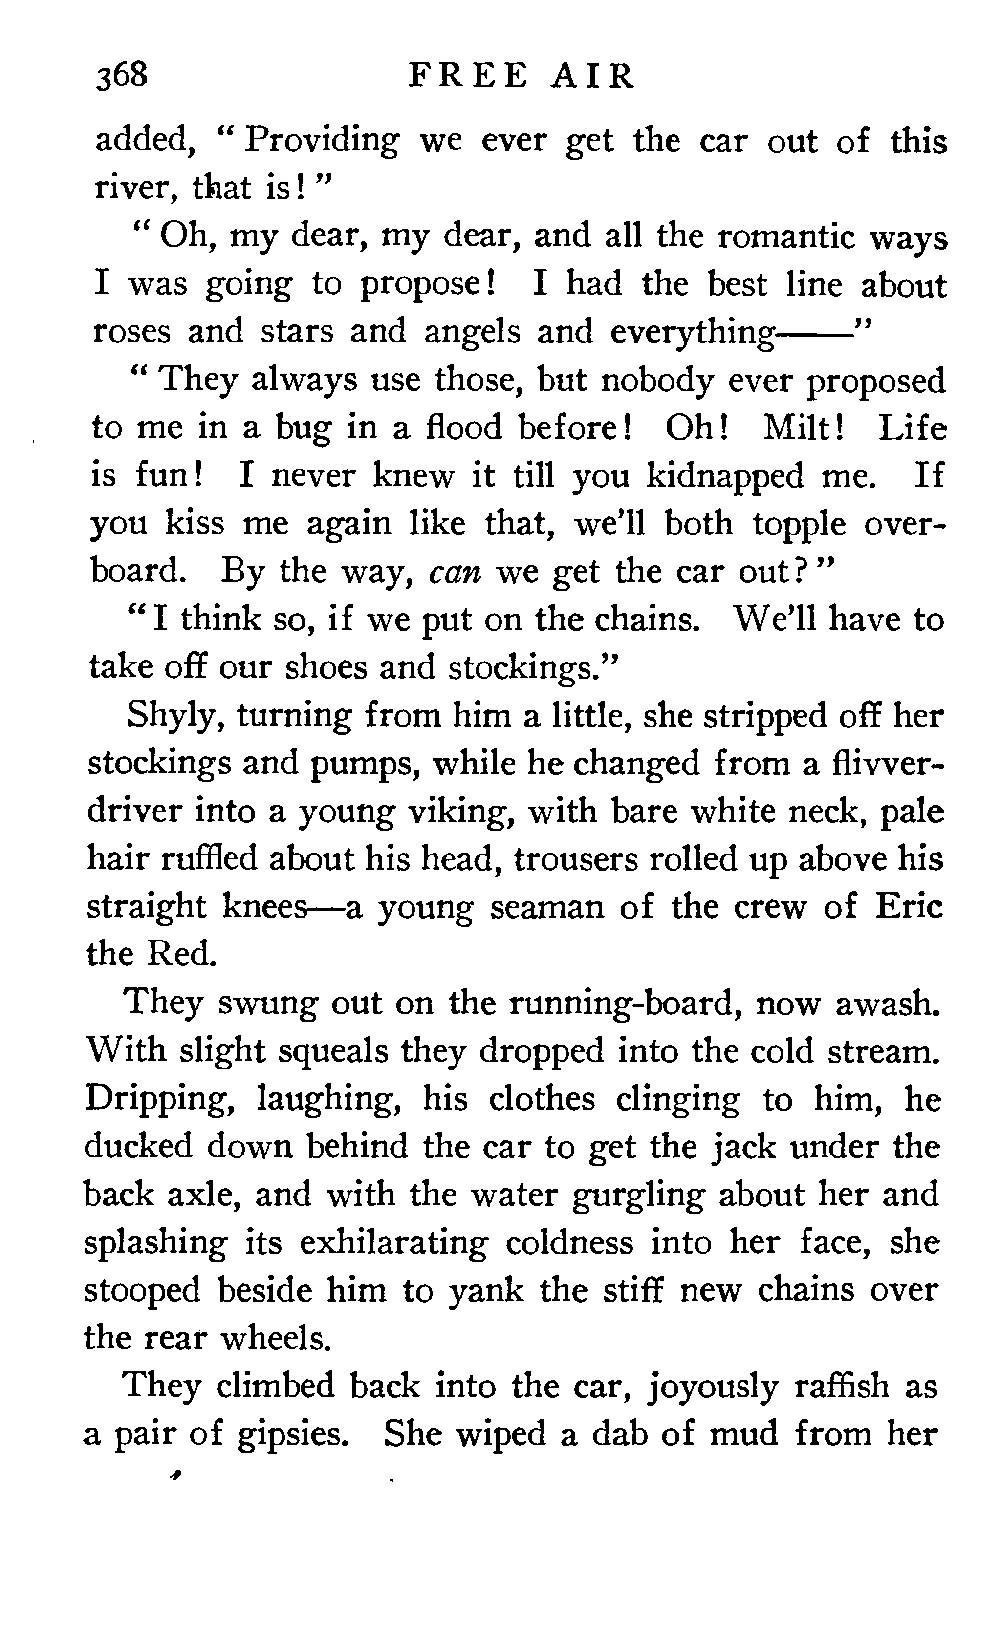 368 FREE AIR
added, “ Providing we ever get the car out of this
river, that is! ”
“ Oh, my dear, my dear, and all the romantic ways
I was going to propose! I had the best line about
roses and stars and angels and everything——”
“ They always use those, but nobody ever proposed
to me in a bug in a flood before! Oh! Milt! Life
is fun! I never knew it till you kidnapped me. If
you kiss me again like that, we'll both topple over-
board. By the way, can we get the car out? ”
“ I think so, if we put on the chains. We'll have to
take off our shoes and stockings.”
Shyly, turning from him a little, she stripped off her
stockings and pumps, while he changed from a flivver-
driver into a young viking, with bare white neck, pale
hair ruffled about his head, trousers rolled up above his
straight knees—a young seaman of the crew of Eric
the Red.
They swung out on the running-board, now awash.
With slight squeals they dropped into the cold stream.
Dripping, laughing, his clothes clinging to him, he
ducked down behind the car to get the jack under the
back axle, and with the water gurgling about her and
splashing its exhilarating coldness into her face, she
stooped beside him to yank the stiff new chains over
the rear wheels.
They climbed back into the car, joyously raffish as
a pair of gipsies. She wiped a dab of mud from her